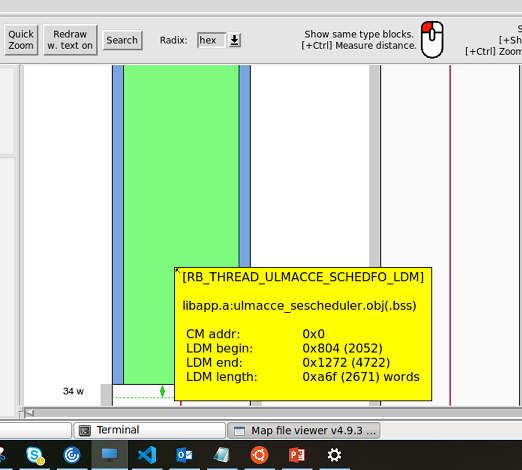 Quick
Zoom
Redraw
w. text on
Search
Radix:
hex
Show same type blocks.
[+Ctrl] Measure distance.
S
[+Sh
[+Ctrl] Zoom
[RB_THREAD_ULMACCE_SCHEDFO_LDM]
libapp.a:ulmacce_sescheduler.obj(.bss)
CM addr: 0x0
LDM begin: 0x804 (2052)
LDM end: 0x1272 (4722)
LDM length: 0xa6f (2671) words
34 w
Terminal
Map file viewer v4.9.3 ...